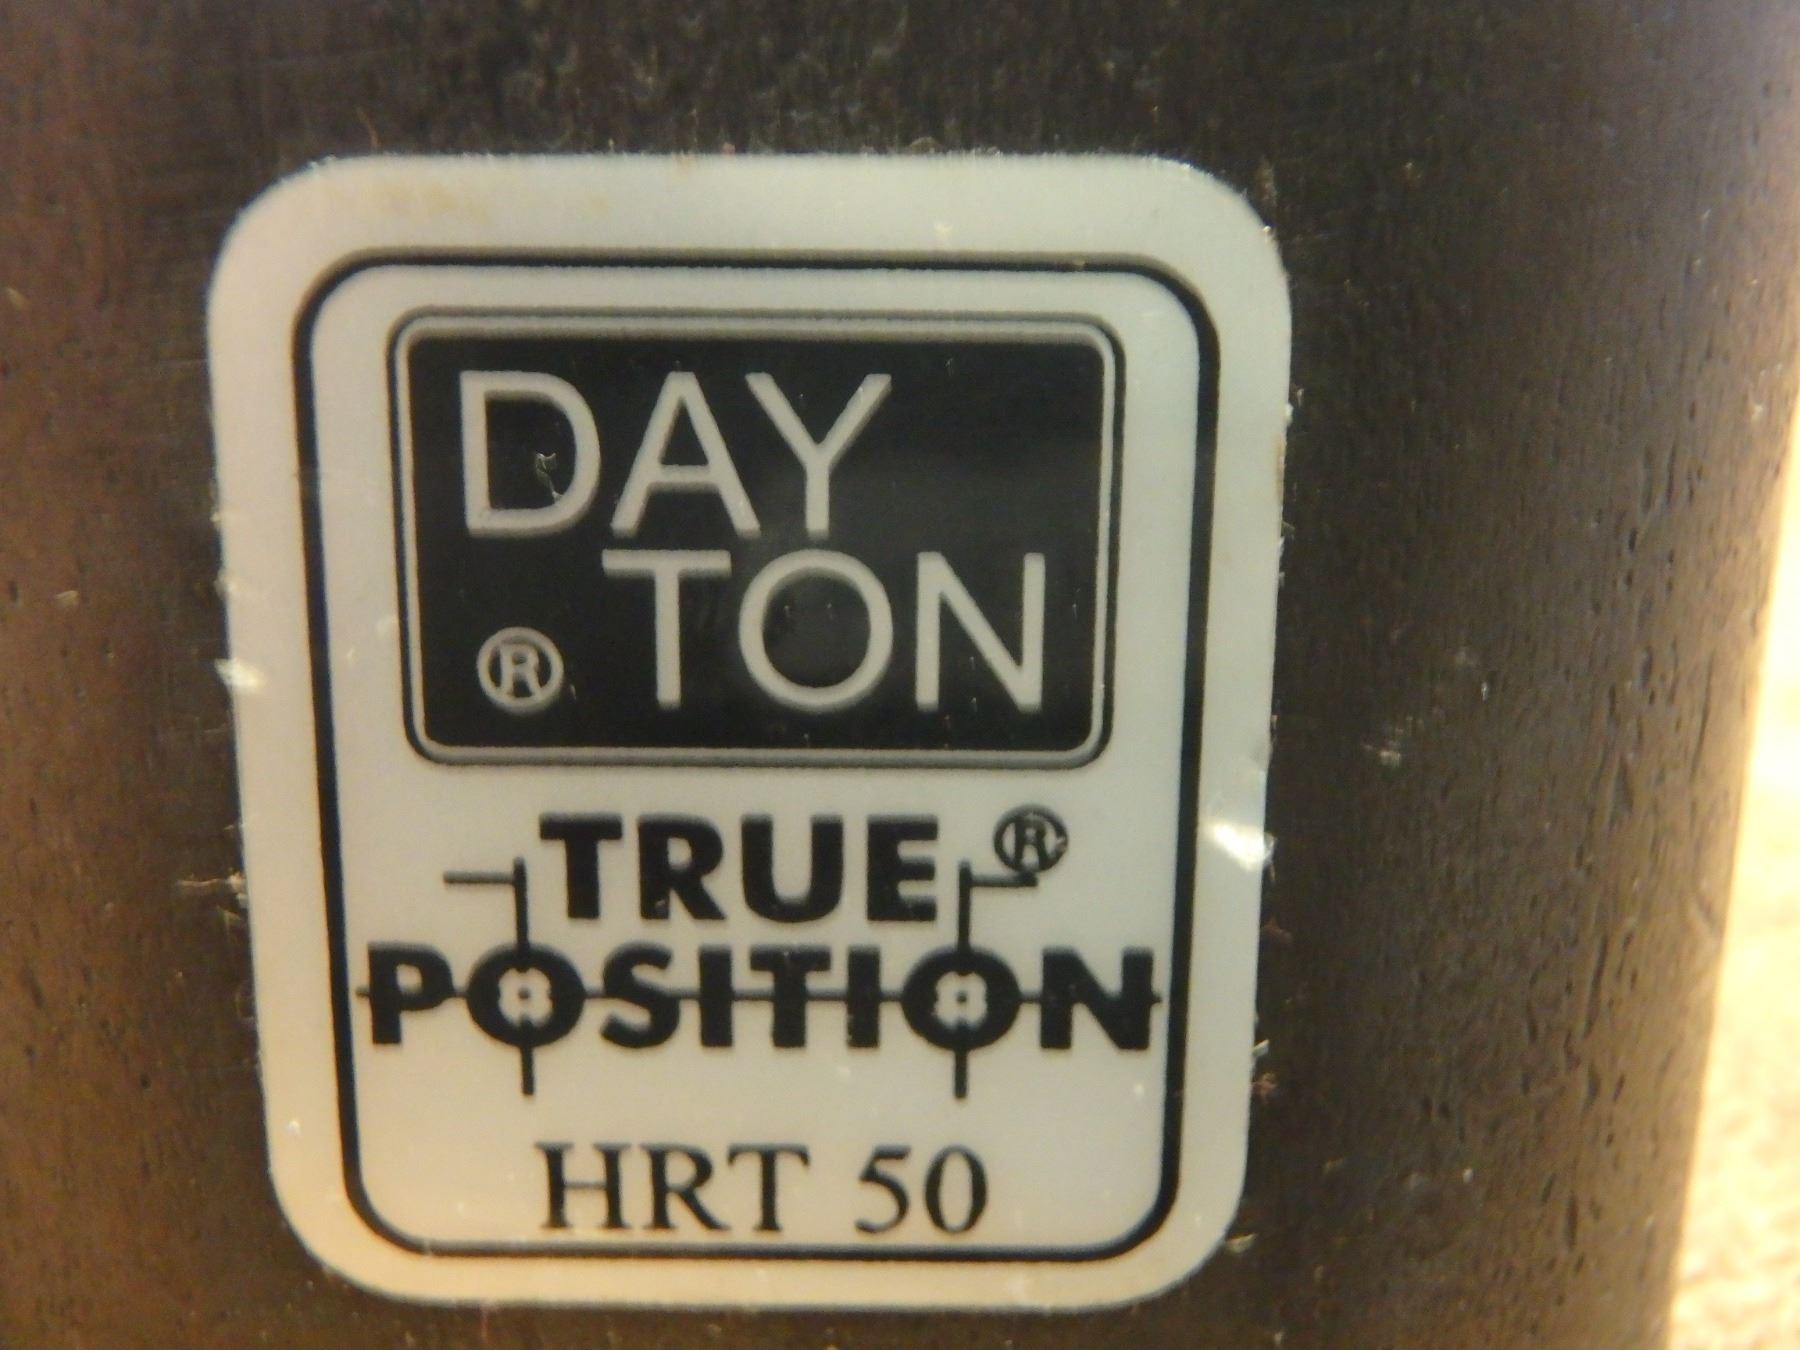 DAY
TON
®
TRUE ®
POSITION
HRT 50